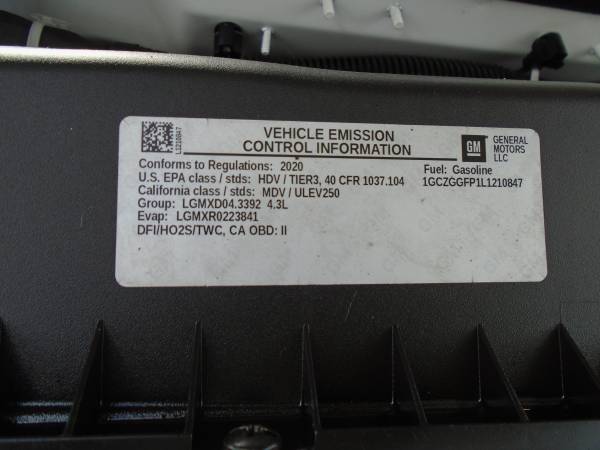 L1210847
VEHICLE EMISSION
CONTROL INFORMATION
GM
GENERAL
MOTORS
LLC
Conforms to Regulations: 2020
Fuel: Gasoline
U.S. EPA class / stds: HDV / TIER3, 40 CFR 1037.104
1GCZGGFP1L1210847
California class / stds: MDV / ULEV250
Group: LGMXD04.3392 4.3L
Evap: LGMXR0223841
DFI/HO2S/TWC, CA OBD: II